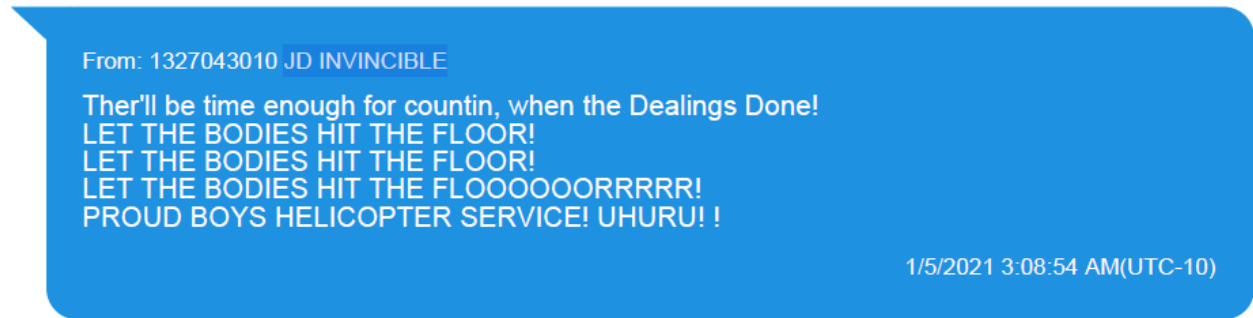 From: 1327043010 JD INVINCIBLE
Ther'll be time enough for countin, when the Dealings Done!
LET THE BODIES HIT THE FLOOR!
LET THE BODIES HIT THE FLOOR!
LET THE BODIES HIT THE FLOOOOOORRRRR!
PROUD BOYS HELICOPTER SERVICE! UHURU! !
1/5/2021 3:08:54 AM(UTC-10)